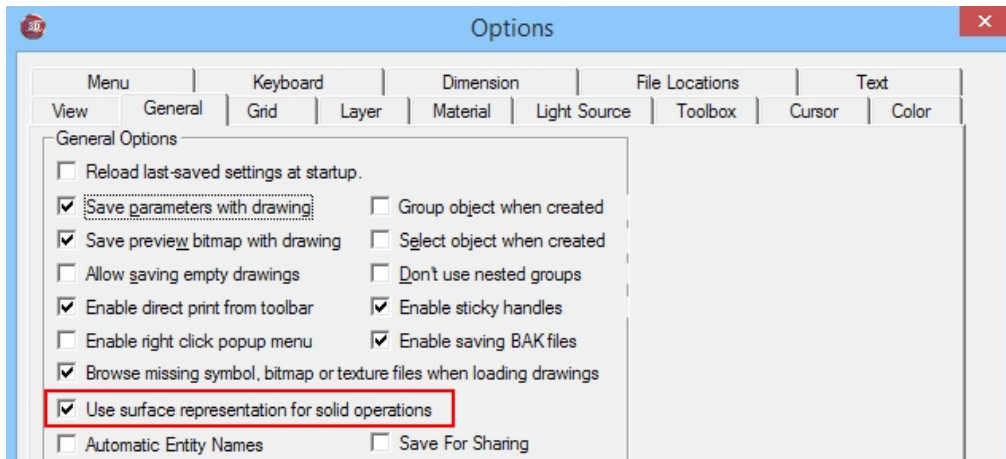 3D
Options
Menu Keyboard Dimension File Locations Text
View General Grid Layer Material Light Source Toolbox Cursor Color
General Options
Reload last-saved settings at startup.
Save parameters with drawing Group object when created
Save preview bitmap with drawing Select object when created
Allow saving empty drawings Don't use nested groups
Enable direct print from toolbar Enable sticky handles
Enable right click popup menu Enable saving BAK files
Browse missing symbol, bitmap or texture files when loading drawings
Use surface representation for solid operations
Automatic Entity Names Save For Sharing